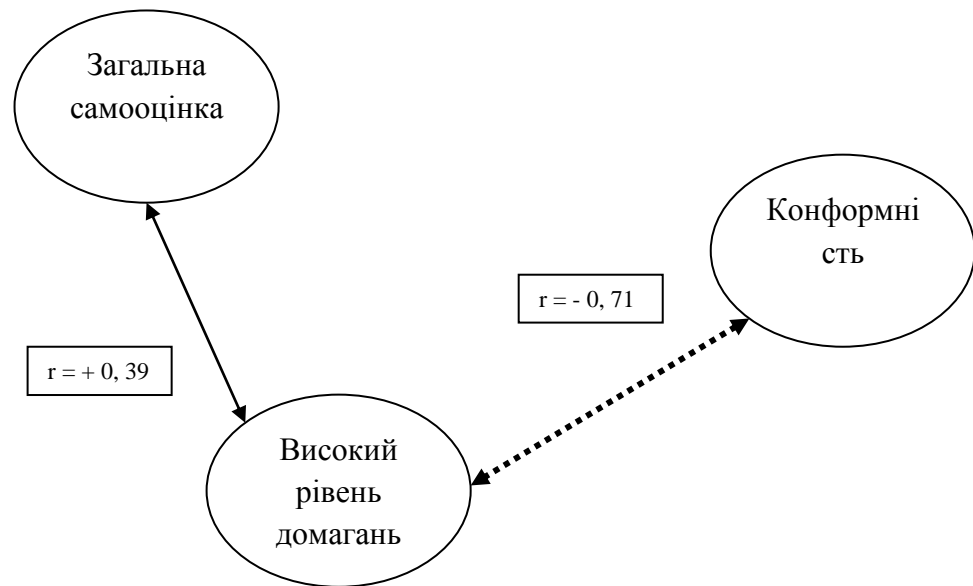 Загальна
самооцінка
Конформні
сть
r = - 0, 71
r = + 0, 39
Високий
рівень
домагань